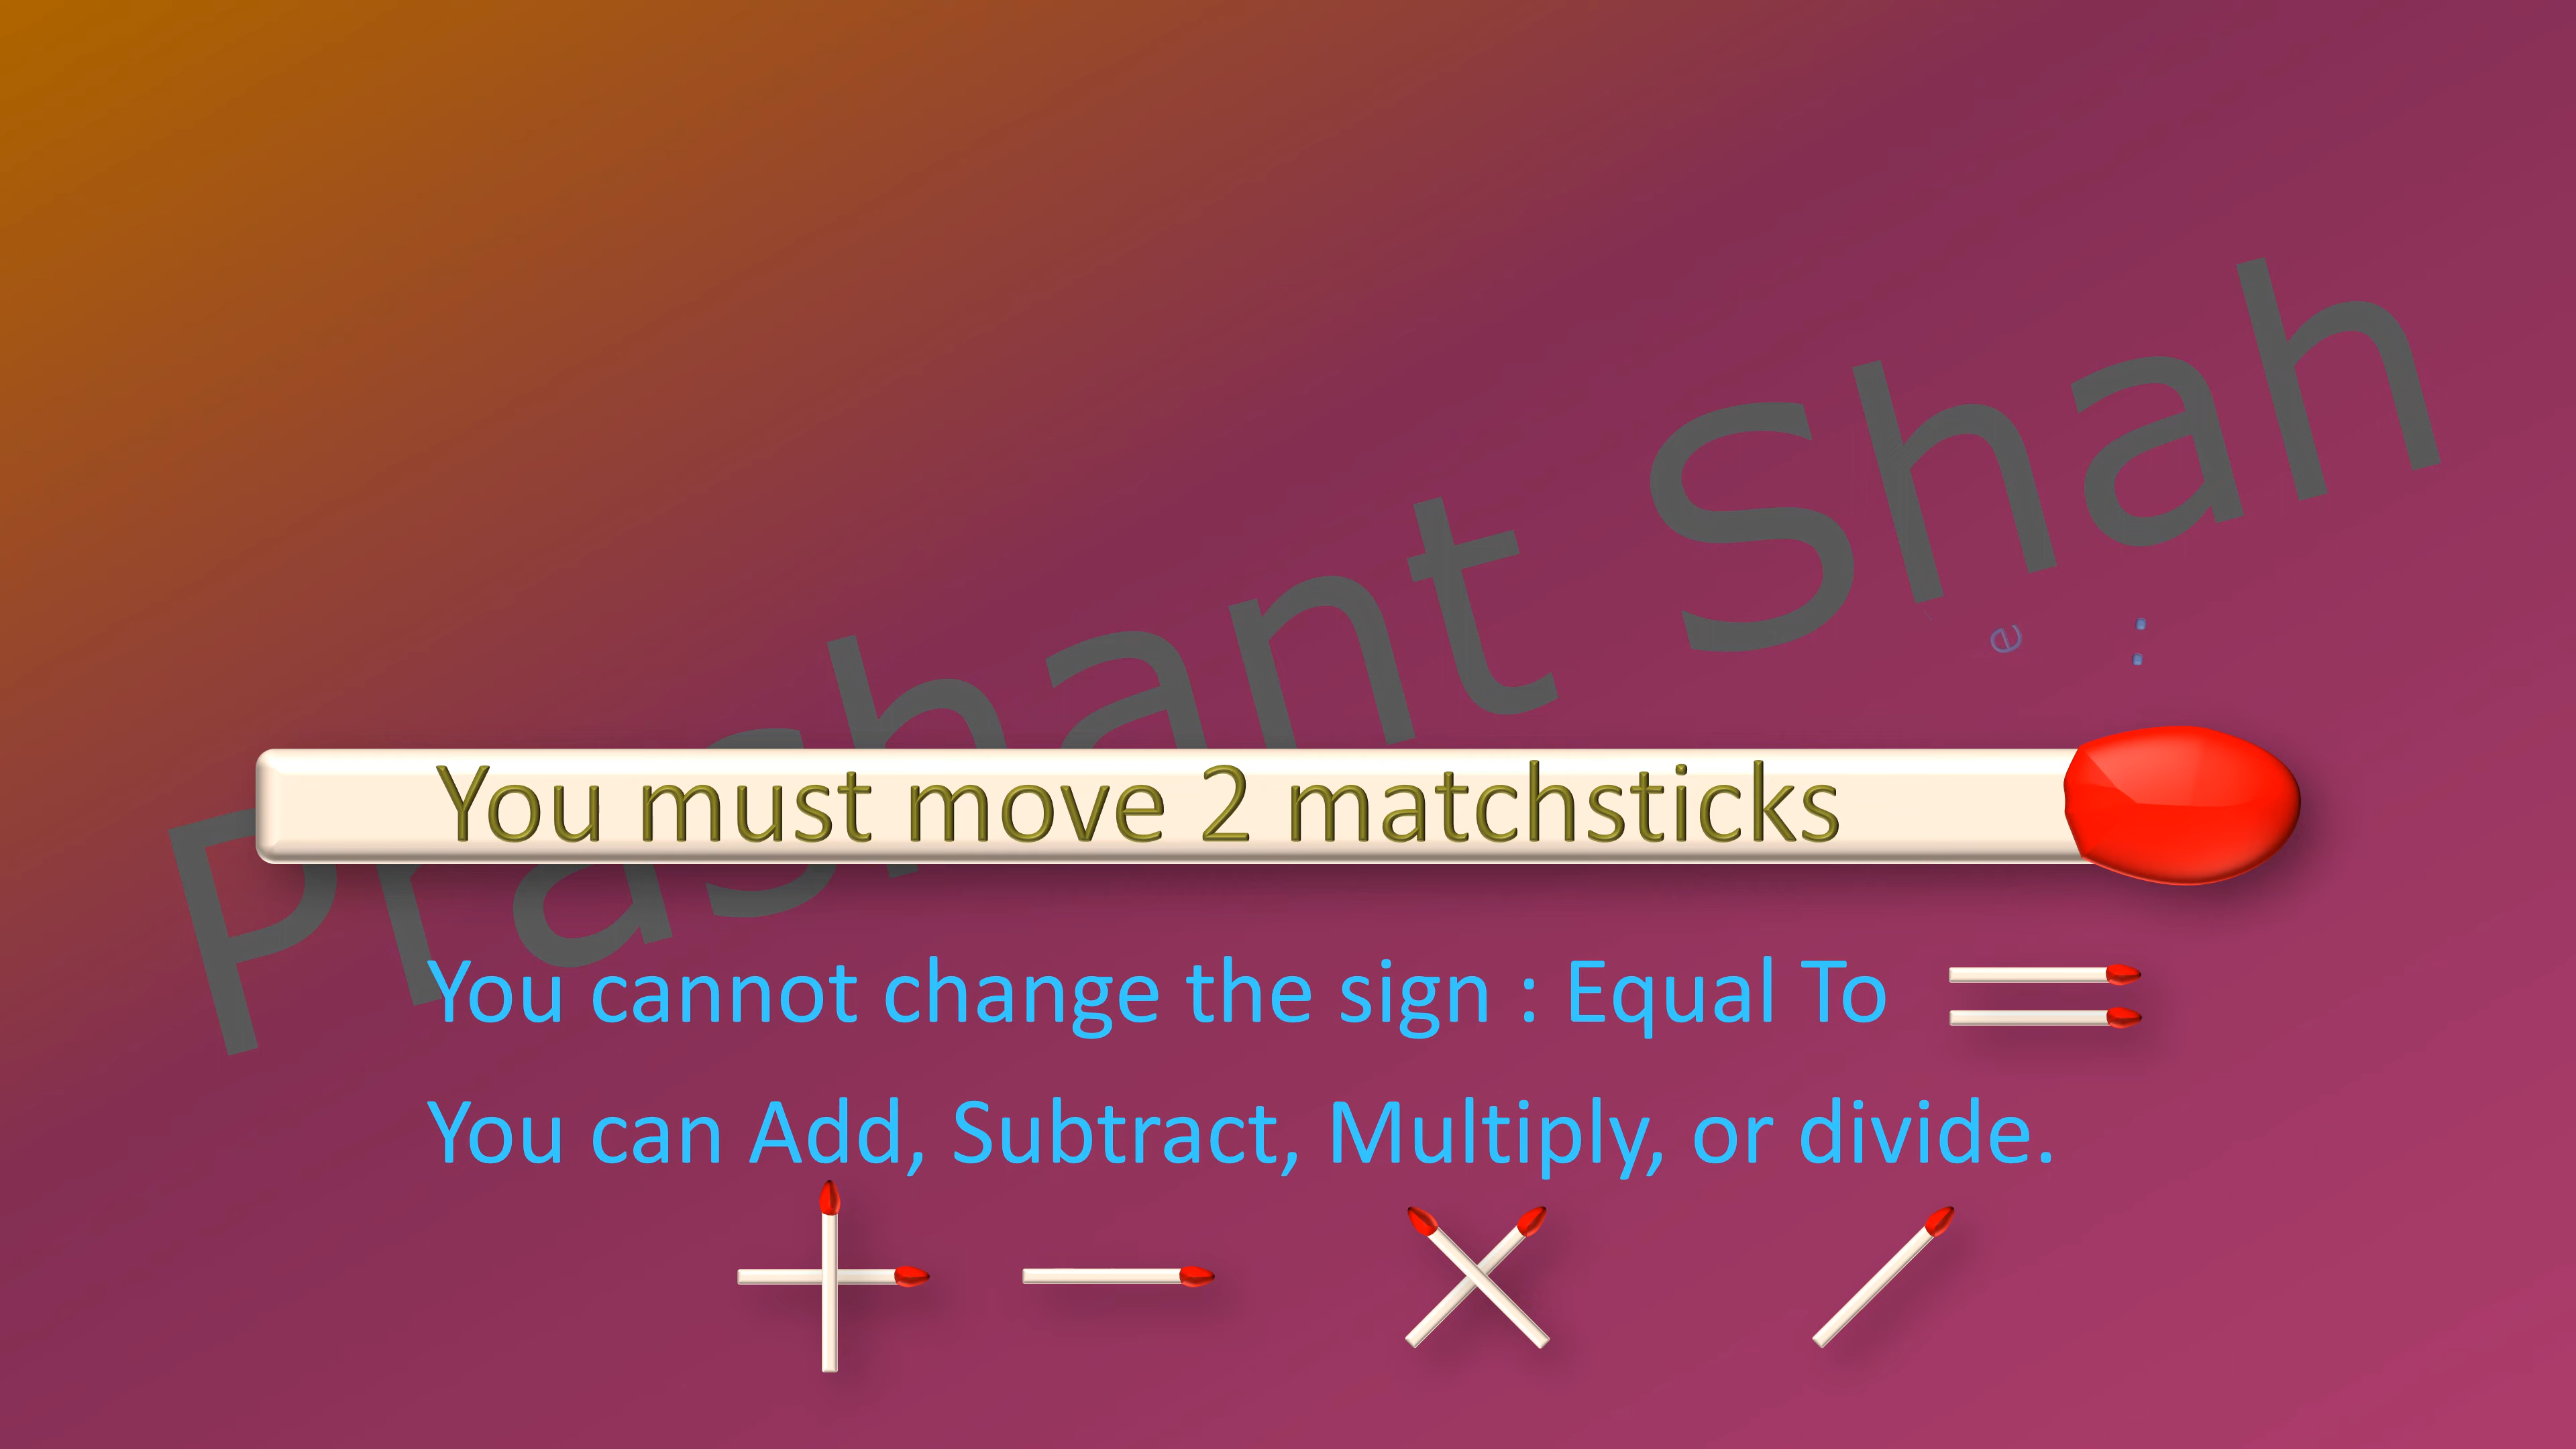 Prashant Shah
e :
You must move 2 matchsticks
You cannot change the sign : Equal To =
You can Add, Subtract, Multiply, or divide.
+ − × /